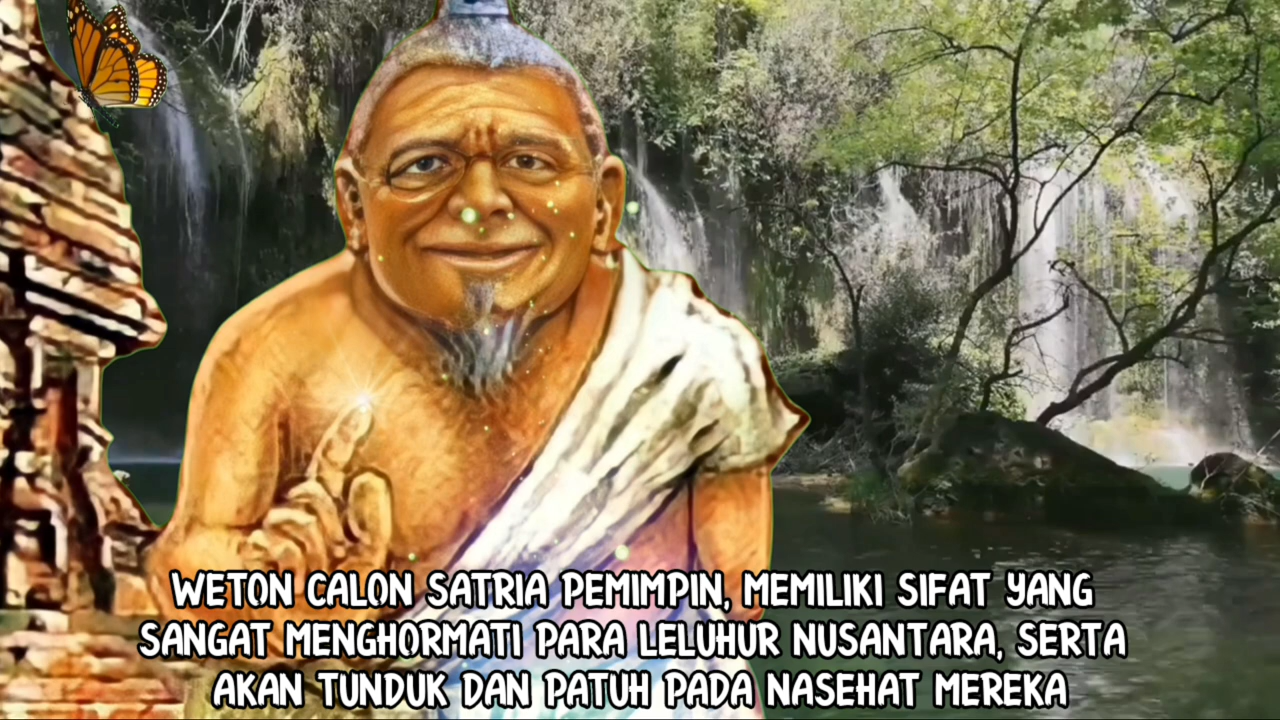 WETON CALON SATRIA PEMIMPIN, MEMILIKI SIFAT YANG
SANGAT MENGHORMATI PARA LELUHUR NUSANTARA, SERTA
AKAN TUNDUK DAN PATUH PADA NASEHAT MEREKA